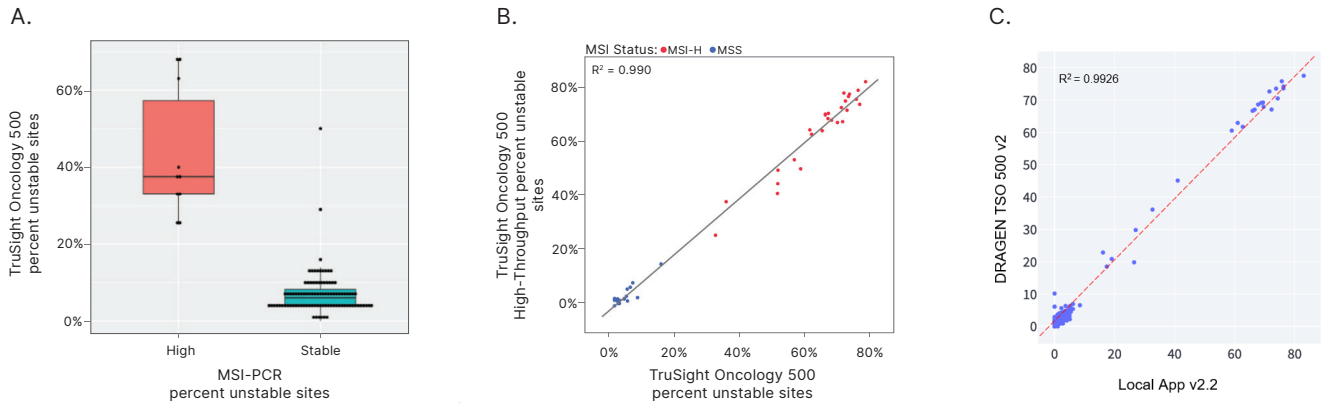 A.
TruSight Oncology 500
percent unstable sites
60%
40%
20%
0%
High
Stable
MSI-PCR
percent unstable sites
B.
MSI Status: MSI-H MSS
R² = 0.990
TruSight Oncology 500
High-Throughput percent unstable
sites
80%
60%
40%
20%
0%
0%
20%
40%
60%
80%
TruSight Oncology 500
percent unstable sites
C.
R² = 0.9926
DRAGEN TSO 500 v2
80
70
60
50
40
30
20
10
0
0
20
40
60
80
Local App v2.2